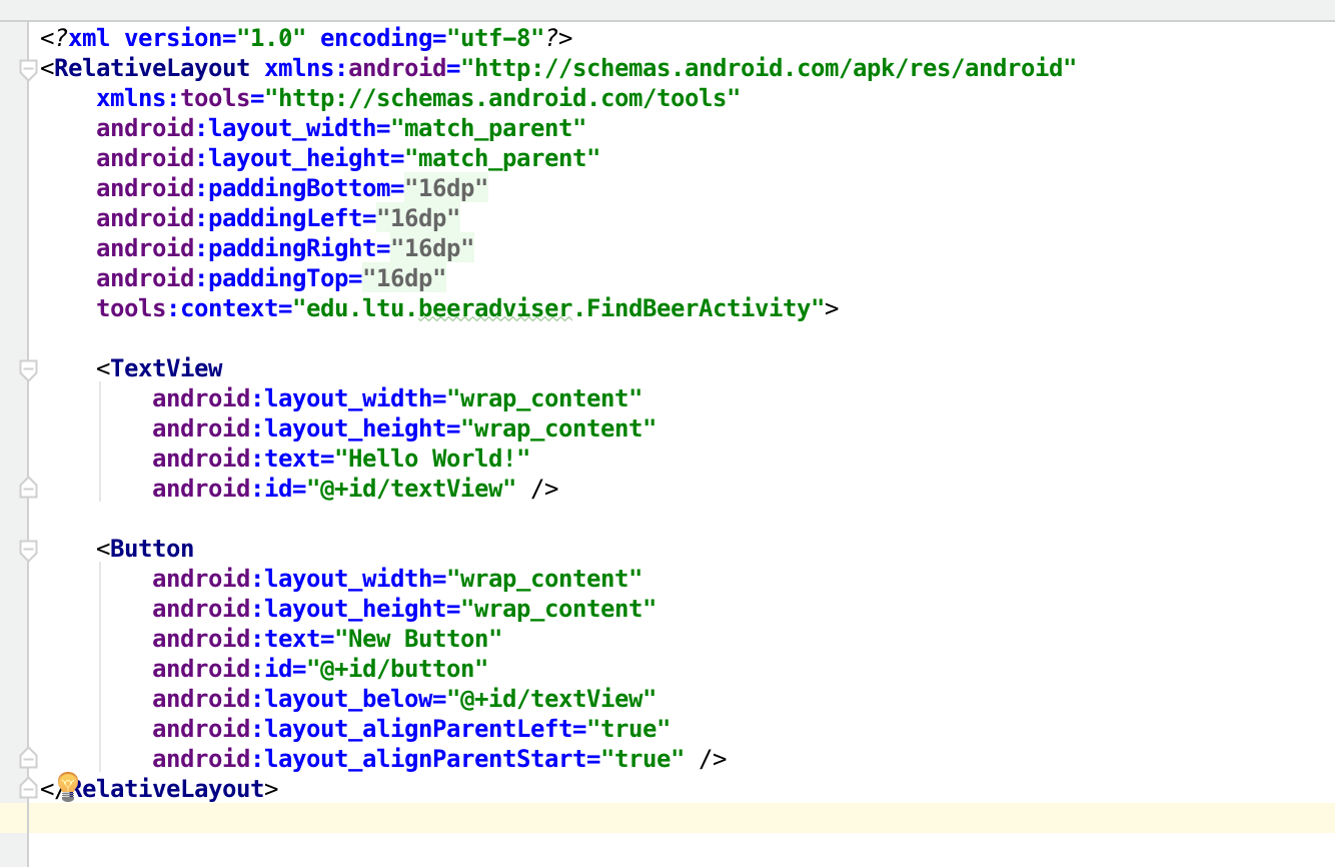 <?xml version="1.0" encoding="utf-8"?>
<RelativeLayout xmlns:android="http://schemas.android.com/apk/res/android"
    xmlns:tools="http://schemas.android.com/tools"
    android:layout_width="match_parent"
    android:layout_height="match_parent"
    android:paddingBottom="16dp"
    android:paddingLeft="16dp"
    android:paddingRight="16dp"
    android:paddingTop="16dp"
    tools:context="edu.ltu.beeradviser.FindBeerActivity">

    <TextView
        android:layout_width="wrap_content"
        android:layout_height="wrap_content"
        android:text="Hello World!"
        android:id="@+id/textView" />

    <Button
        android:layout_width="wrap_content"
        android:layout_height="wrap_content"
        android:text="New Button"
        android:id="@+id/button"
        android:layout_below="@+id/textView"
        android:layout_alignParentLeft="true"
        android:layout_alignParentStart="true" />
</RelativeLayout>